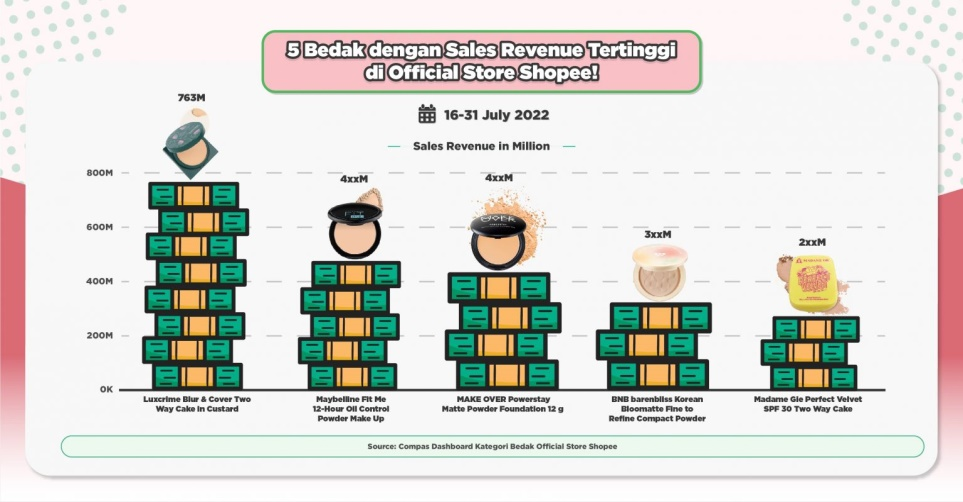 5 Bedak dengan Sales Revenue Tertinggi
di Official Store Shopee!
16-31 July 2022
Sales Revenue in Million
763M
4xxM
4xxM
3xxM
2xxM
800M
600M
400M
200M
0K
Luxcrime Blur & Cover Two
Way Cake in Custard
Maybelline Fit Me
12-Hour Oil Control
Powder Make Up
MAKE OVER Powerstay
Matte Powder Foundation 12 g
BNB barenbliss Korean
Bloomatte Fine to
Refine Compact Powder
Madame Gie Perfect Velvet
SPF 30 Two Way Cake
Source: Compas Dashboard Kategori Bedak Official Store Shopee